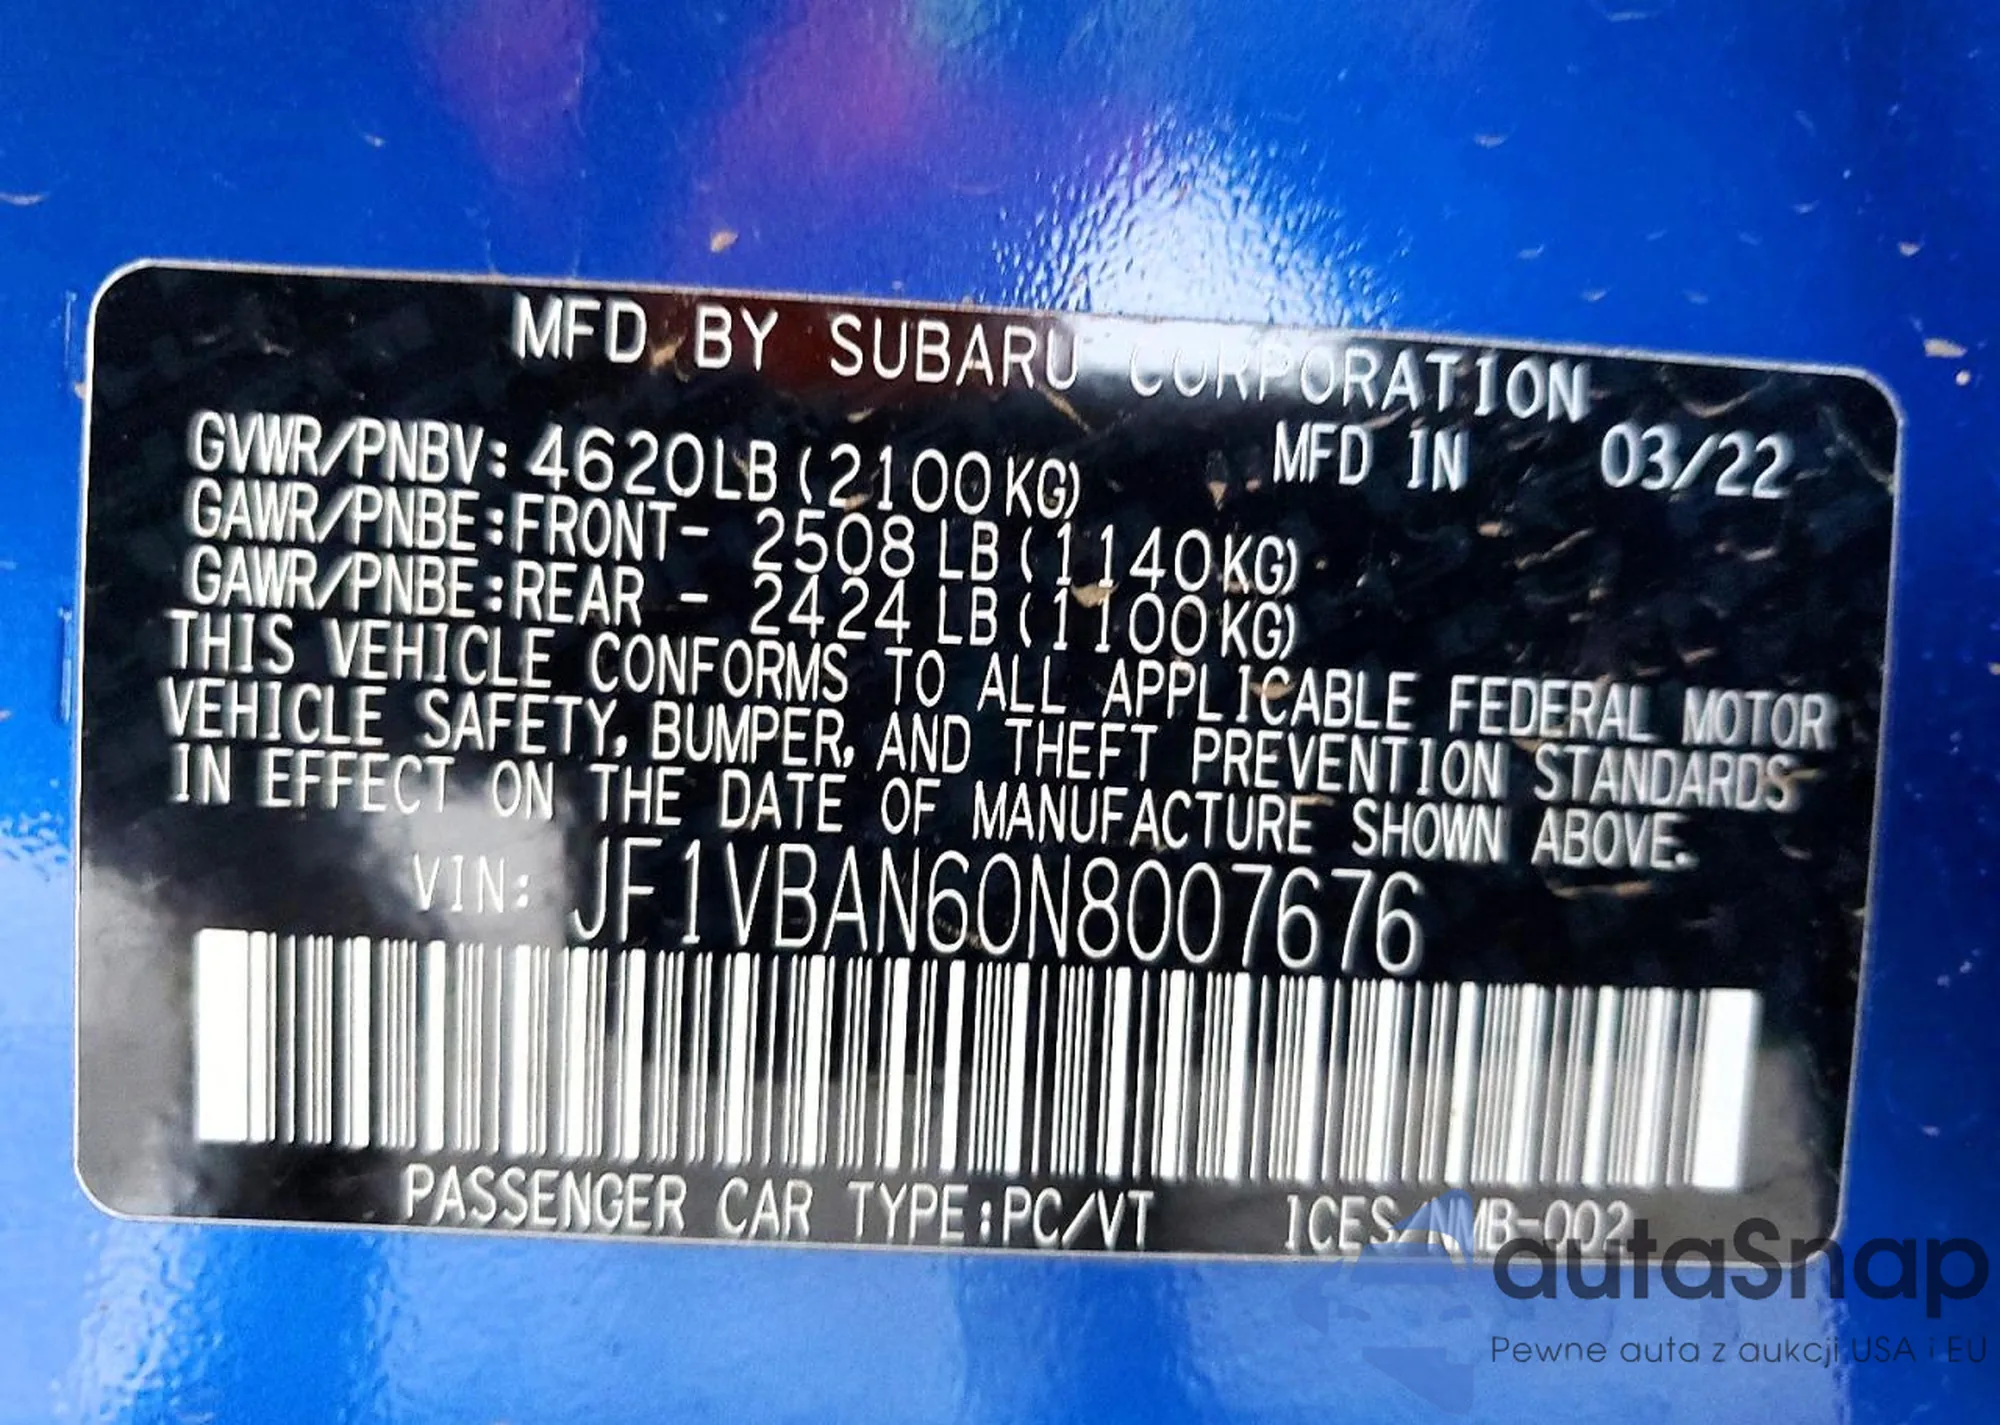 MFD BY SUBARU CORPORATION
GVWR/PNBV: 4620LB (2100KG) MFD IN 03/22
GAWR/PNBE:FRONT- 2508 LB (1140KG)
GAWR/PNBE:REAR - 2424 LB (1100KG)
THIS VEHICLE CONFORMS TO ALL APPLICABLE FEDERAL MOTOR
VEHICLE SAFETY, BUMPER, AND THEFT PREVENTION STANDARDS
IN EFFECT ON THE DATE OF MANUFACTURE SHOWN ABOVE.
VIN: JF1VBAN60N8007676
PASSENGER CAR TYPE:PC/VT ICES/NMB-002
autaSnap
Pewne auta z aukcji USA i EU